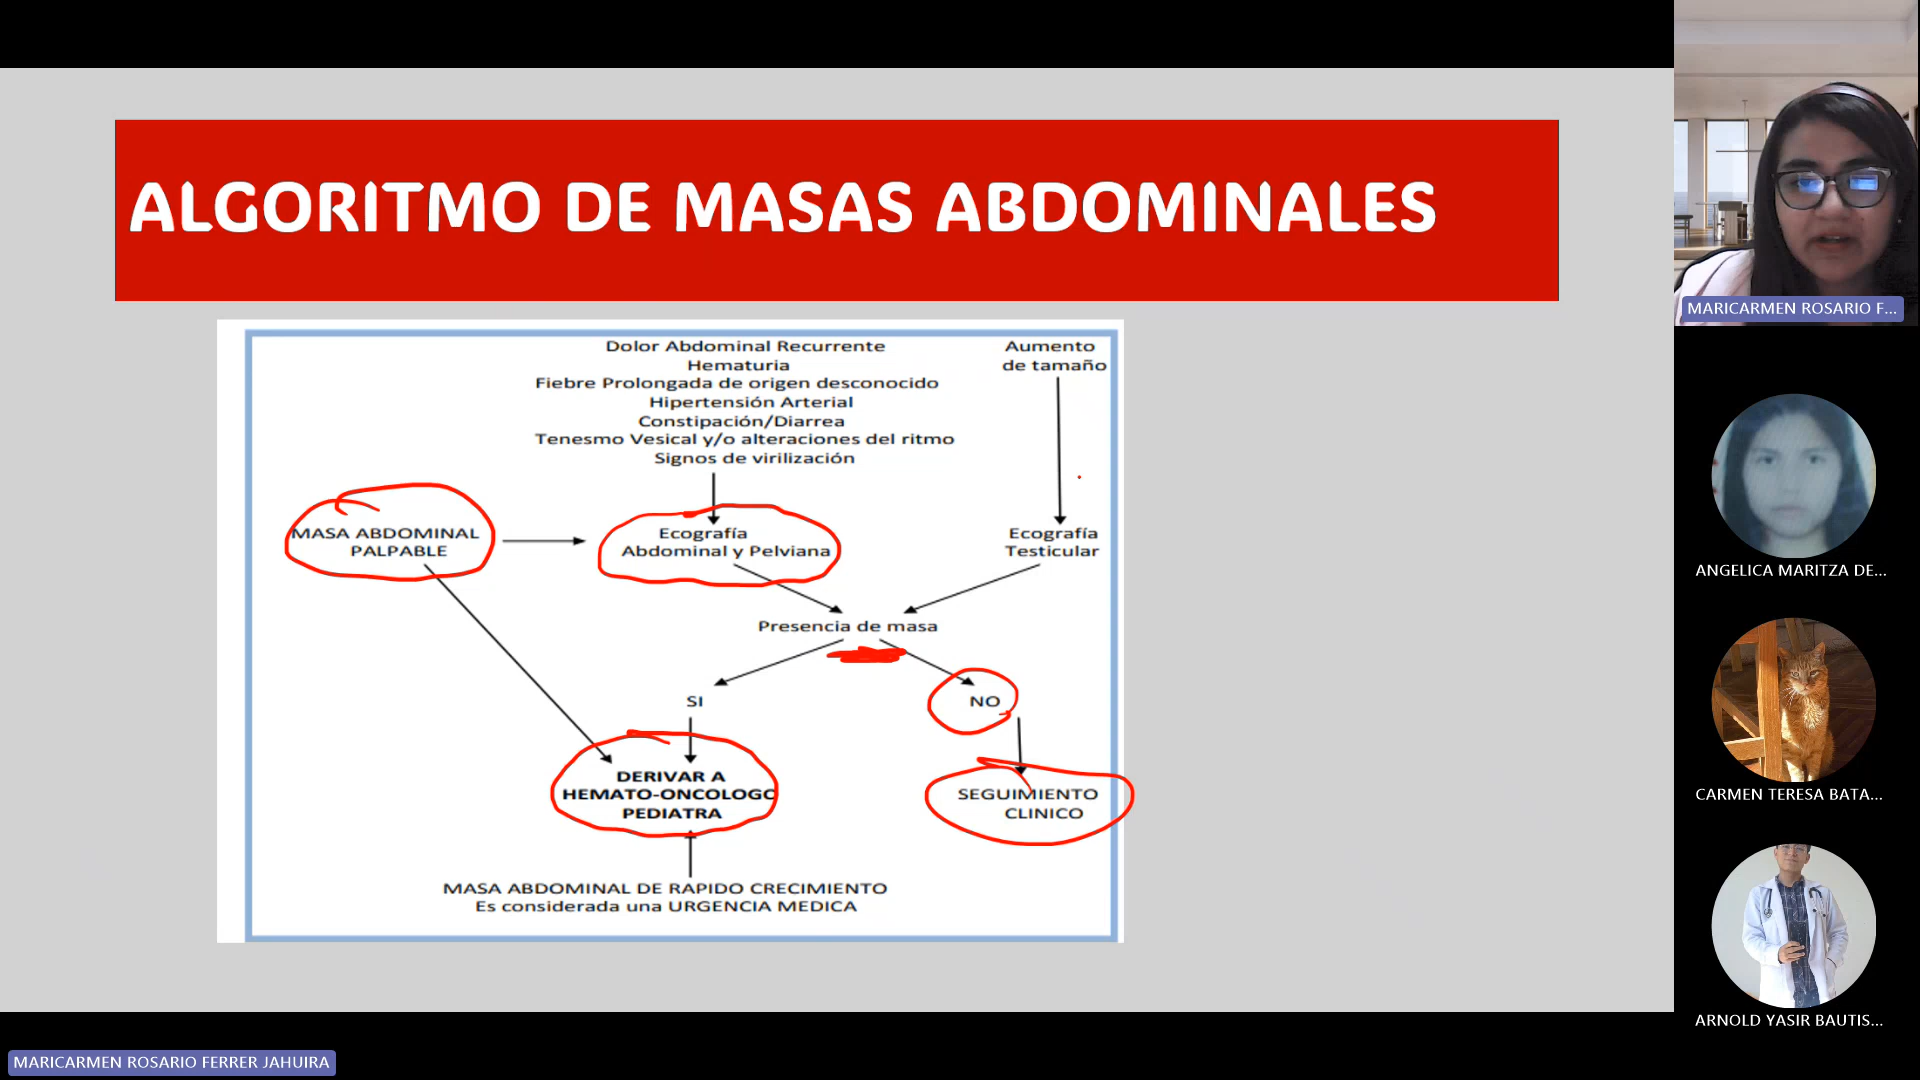 ALGORITMO DE MASAS ABDOMINALES
Dolor Abdominal Recurrente
Hematuria
Fiebre Prolongada de origen desconocido
Hipertensión Arterial
Constipación/Diarrea
Tenesmo Vesical y/o alteraciones del ritmo
Signos de virilización
Aumento
de tamaño
MASA ABDOMINAL
PALPABLE
Ecografía
Abdominal y Pelviana
Ecografía
Testicular
Presencia de masa
SI
NO
DERIVAR A
HEMATO-ONCOLOGO
PEDIATRA
SEGUIMIENTO
CLINICO
MASA ABDOMINAL DE RAPIDO CRECIMIENTO
Es considerada una URGENCIA MEDICA
MARICARMEN ROSARIO F...
ANGELICA MARITZA DE...
CARMEN TERESA BATA...
ARNOLD YASIR BAUTIS...
MARICARMEN ROSARIO FERRER JAHUIRA